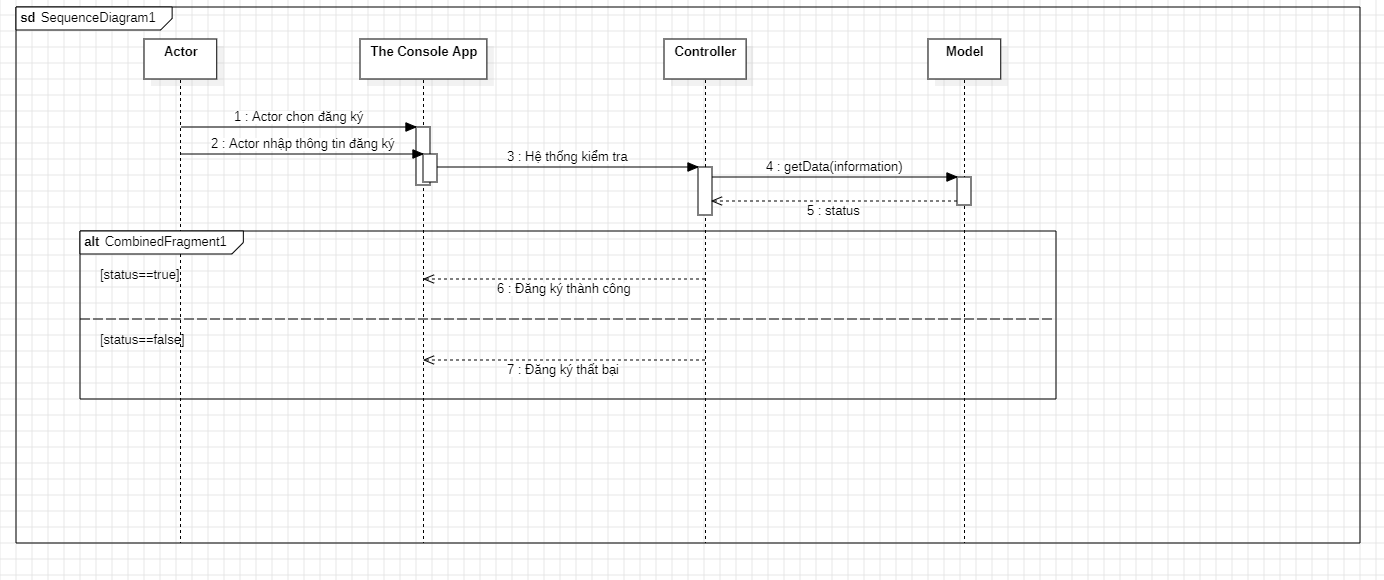 sd SequenceDiagram1
Actor
The Console App
Controller
Model
1 : Actor chọn đăng ký
2 : Actor nhập thông tin đăng ký
3 : Hệ thống kiểm tra
4 : getData(information)
5 : status
alt CombinedFragment1
[status==true]
6 : Đăng ký thành công
[status==false]
7 : Đăng ký thất bại